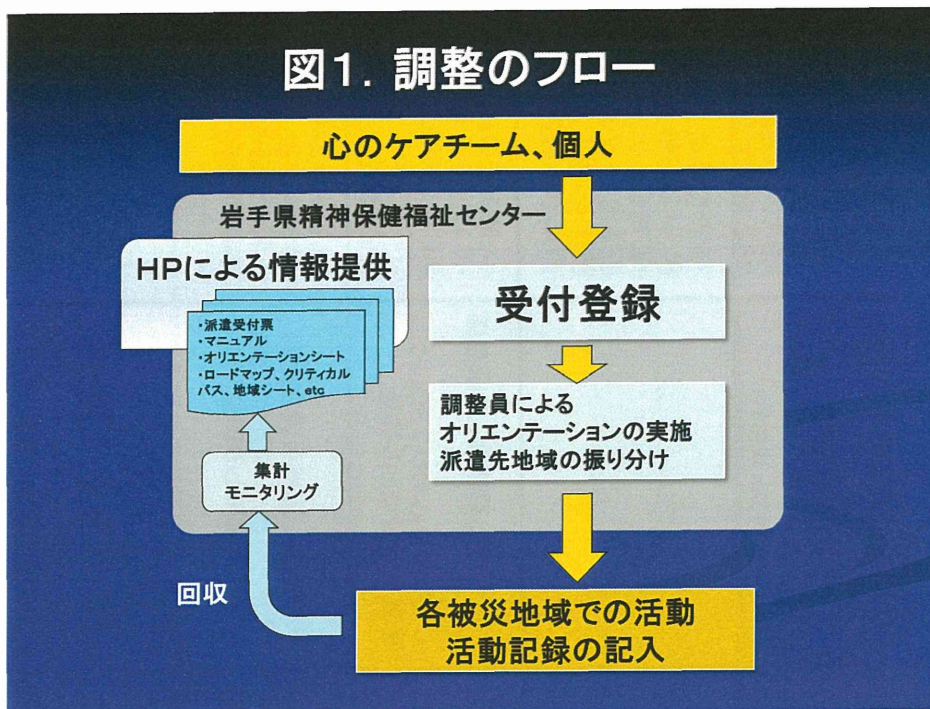 図1. 調整のフロー
心のケアチーム、個人
岩手県精神保健福祉センター
HPによる情報提供
・派遣受付票
・マニュアル
・オリエンテーションシート
・ロードマップ、クリティカル
パス、地域シート、etc
集計
モニタリング
受付登録
調整員による
オリエンテーションの実施
派遣先地域の振り分け
回収
各被災地域での活動
活動記録の記入